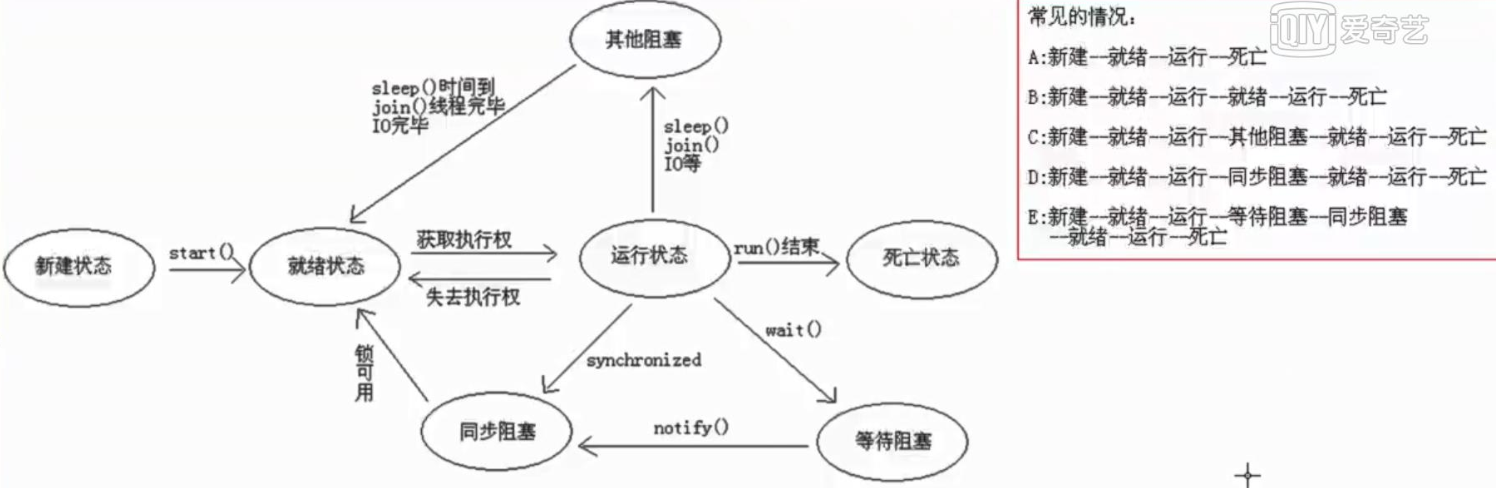 其他阻塞
sleep()时间到
join()线程完毕
IO完毕
sleep()
join()
IO等
新建状态
start()
就绪状态
获取执行权
失去执行权
运行状态
run()结束
死亡状态
锁可用
synchronized
wait()
同步阻塞
notify()
等待阻塞
常见的情况:
A:新建--就绪--运行--死亡
B:新建--就绪--运行--就绪--运行--死亡
C:新建--就绪--运行--其他阻塞--就绪--运行--死亡
D:新建--就绪--运行--同步阻塞--就绪--运行--死亡
E:新建--就绪--运行--等待阻塞--同步阻塞
--就绪--运行--死亡
iQIYI 爱奇艺